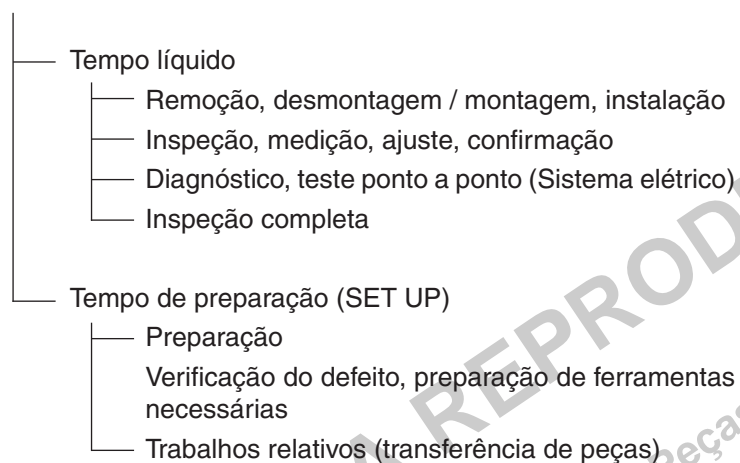 Tempo líquido
Remoção, desmontagem / montagem, instalação
Inspeção, medição, ajuste, confirmação
Diagnóstico, teste ponto a ponto (Sistema elétrico)
Inspeção completa
Tempo de preparação (SET UP)
Preparação
Verificação do defeito, preparação de ferramentas
necessárias
Trabalhos relativos (transferência de peças)